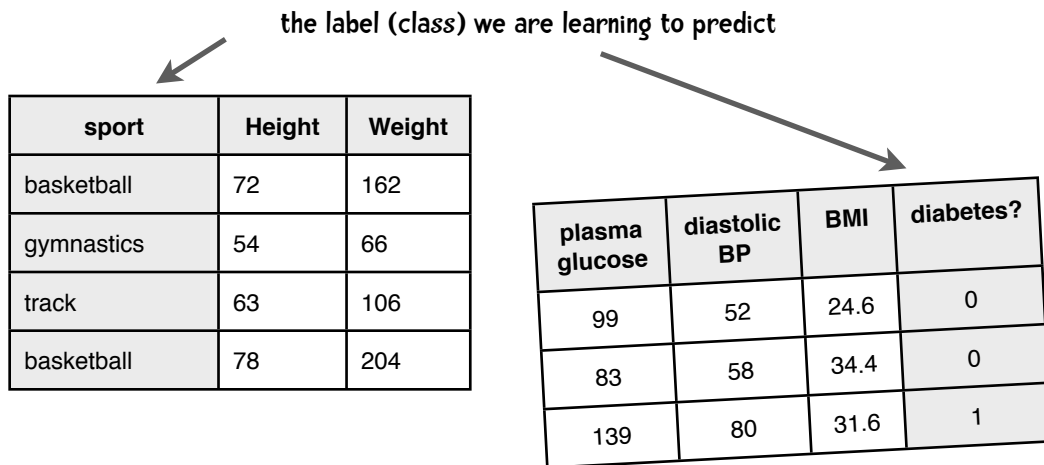 the label (class) we are learning to predict
sport Height Weight
basketball 72 162
gymnastics 54 66
track 63 106
basketball 78 204
plasma glucose diastolic BP BMI diabetes?
99 52 24.6 0
83 58 34.4 0
139 80 31.6 1